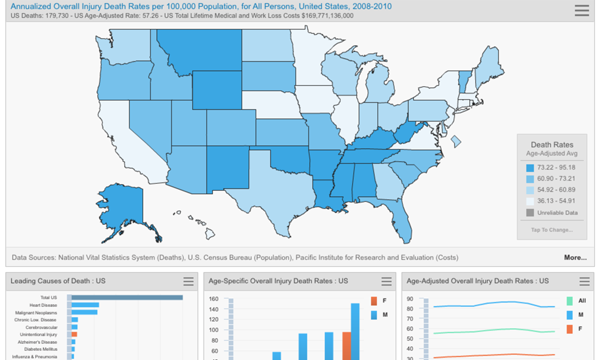 Annualized Overall Injury Death Rates per 100,000 Population, for All Persons, United States, 2008-2010
US Deaths: 179,730 - US Age-Adjusted Rate: 57.26 - US Total Lifetime Medical and Work Loss Costs $169,771,136,000
Death Rates
Age-Adjusted Avg
73.22 - 95.18
60.90 - 73.21
54.92 - 60.89
36.13 - 54.91
Unreliable Data
Tap To Change...
Data Sources: National Vital Statistics System (Deaths), U.S. Census Bureau (Population), Pacific Institute for Research and Evaluation (Costs)
More...
Leading Causes of Death : US
Total US
Heart Disease
Malignant Neoplasms
Chronic Low. Disease
Cerebrovascular
Unintentional Injury
Alzheimer's Disease
Diabetes Mellitus
Influenza & Pneumonia
Age-Specific Overall Injury Death Rates : US
160
140
120
100
80
60
40
F
M
Age-Adjusted Overall Injury Death Rates : US
90
80
70
60
50
40
30
All
M
F